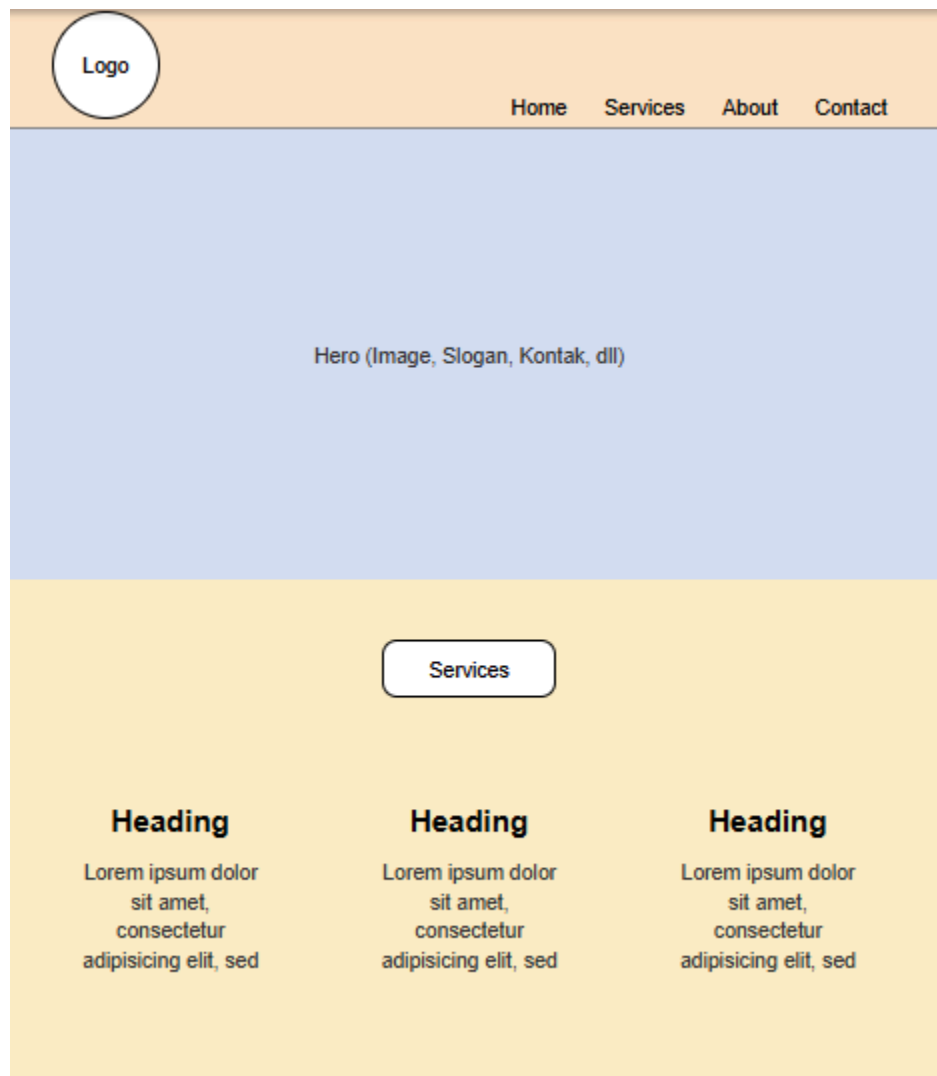 Logo
Home Services About Contact
Hero (Image, Slogan, Kontak, dll)
Services
Heading
Lorem ipsum dolor
sit amet,
consectetur
adipisicing elit, sed
Heading
Lorem ipsum dolor
sit amet,
consectetur
adipisicing elit, sed
Heading
Lorem ipsum dolor
sit amet,
consectetur
adipisicing elit, sed